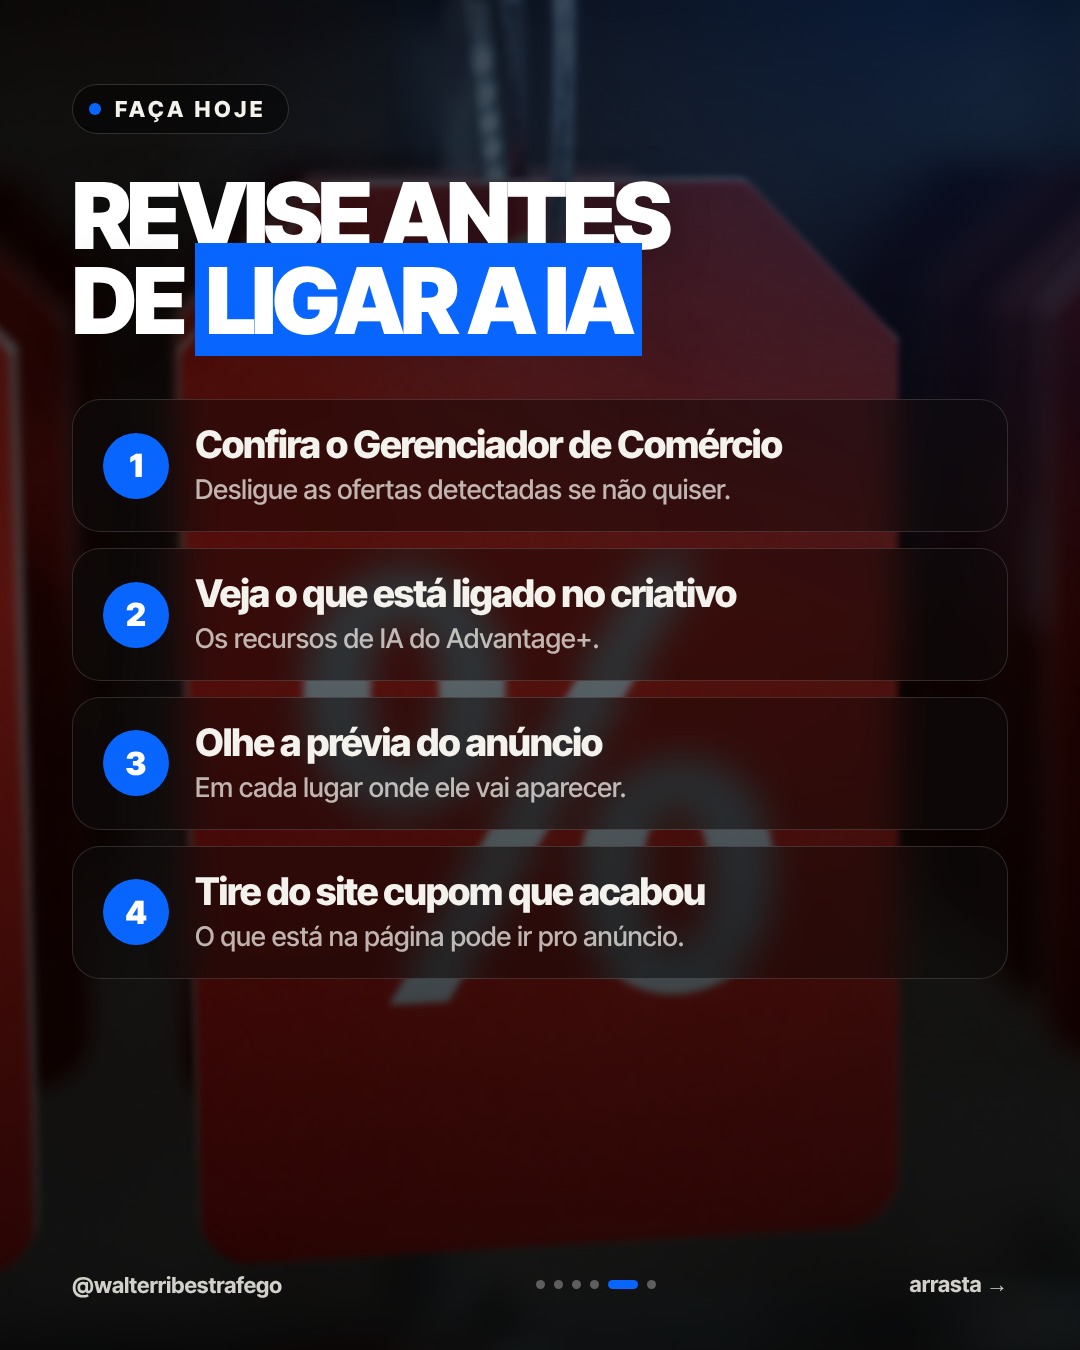 FAÇA HOJE
REVISE ANTES
DE LIGAR A IA
1
Confira o Gerenciador de Comércio
Desligue as ofertas detectadas se não quiser.
2
Veja o que está ligado no criativo
Os recursos de IA do Advantage+.
3
Olhe a prévia do anúncio
Em cada lugar onde ele vai aparecer.
4
Tire do site cupom que acabou
O que está na página pode ir pro anúncio.
%
@walterribestrafego
arrasta →